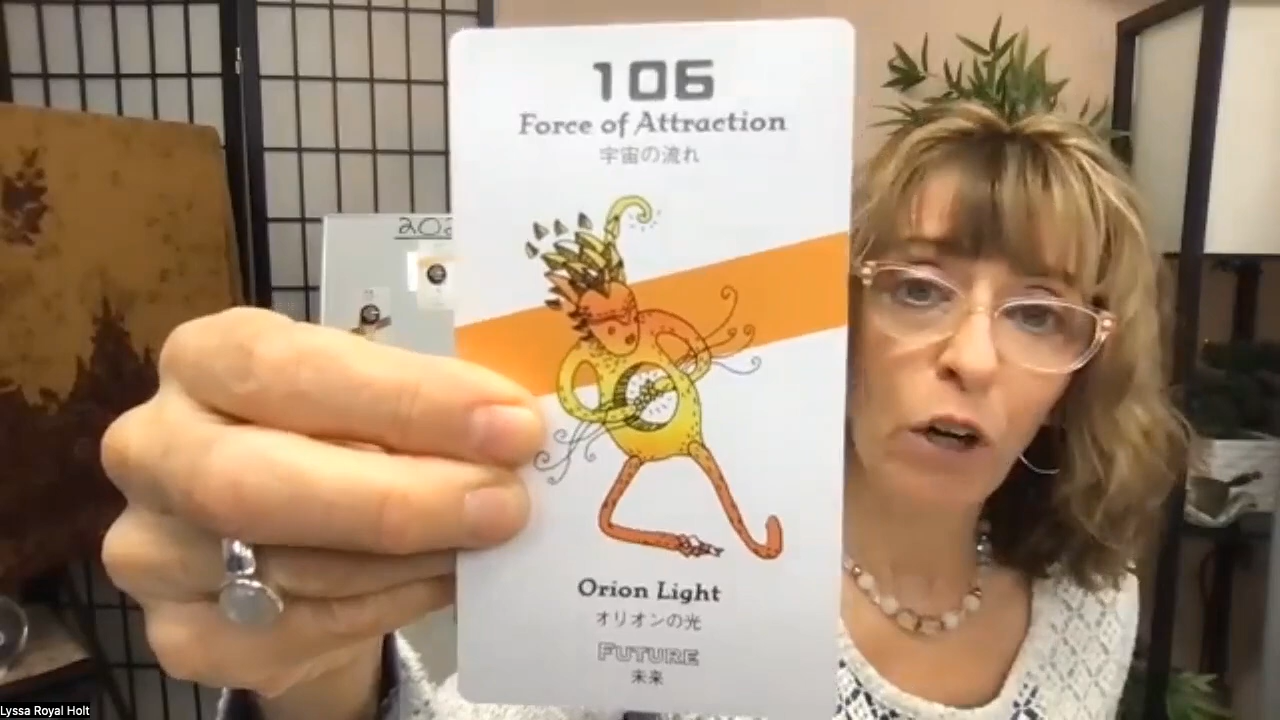 106
Force of Attraction
宇宙の流れ
202
Orion Light
オリオンの光
FUTURE
未来
Lyssa Royal Holt